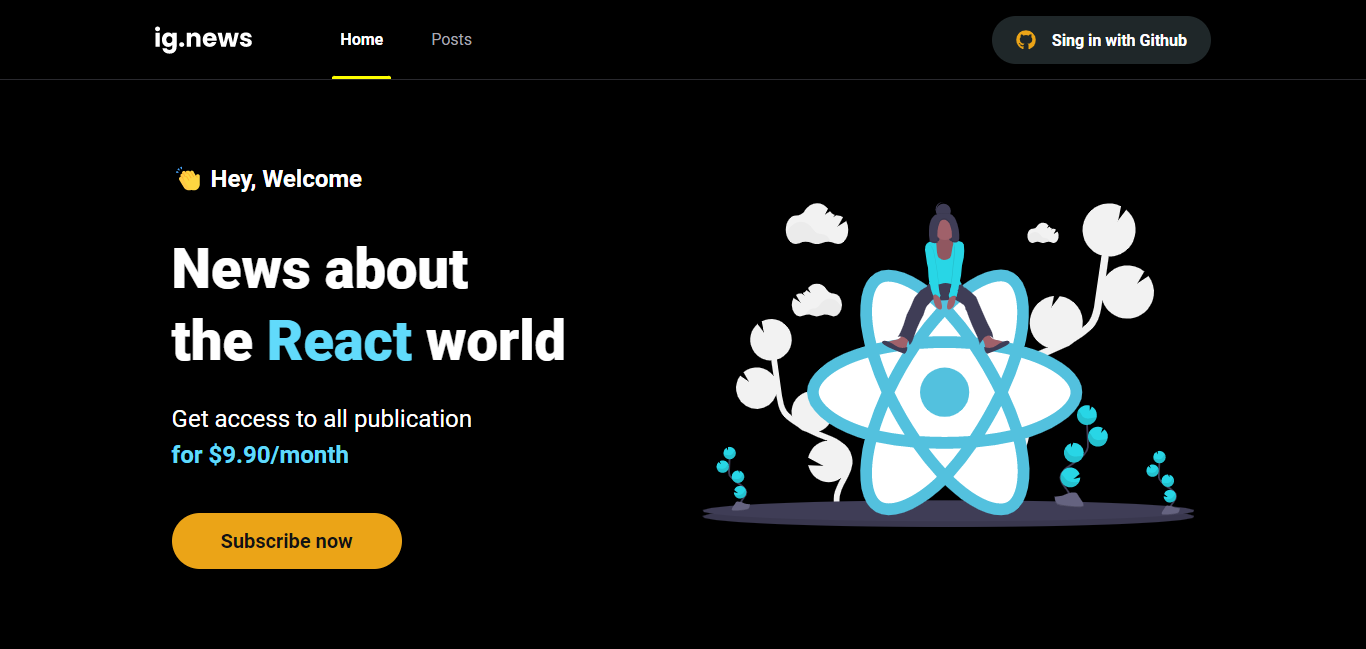 ig.news
Home
Posts
Sing in with Github
👏 Hey, Welcome
News about
the React world
Get access to all publication
for $9.90/month
Subscribe now